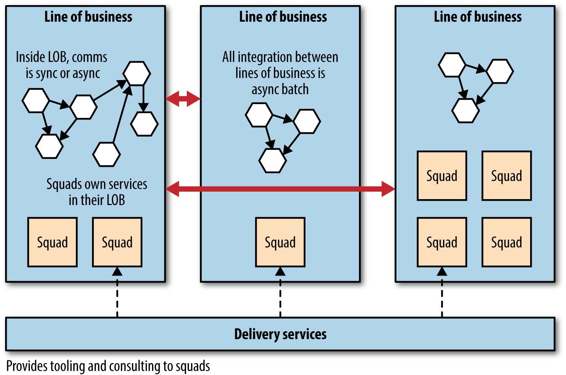 Line of business
Inside LOB, comms
is sync or async
Squads own services
in their LOB
Squad
Squad
Line of business
All integration between
lines of business is
async batch
Squad
Line of business
Squad
Squad
Squad
Squad
Delivery services
Provides tooling and consulting to squads